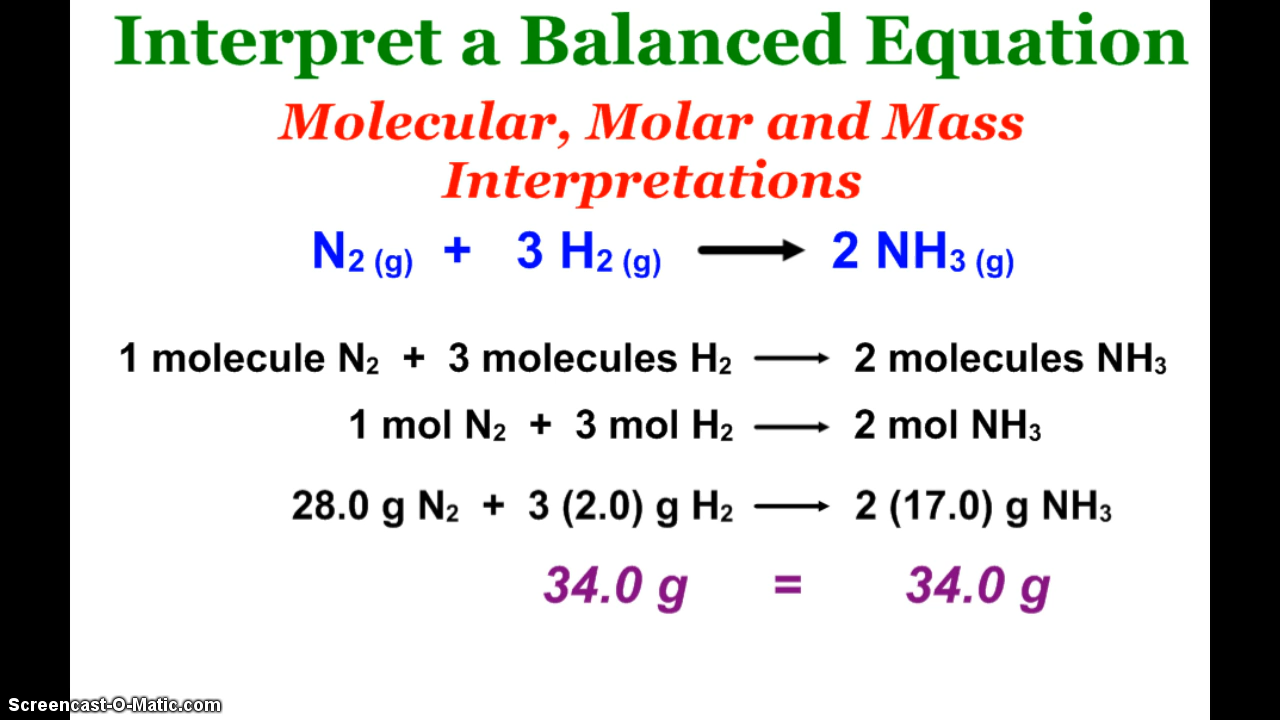 Interpret a Balanced Equation
Molecular, Molar and Mass
Interpretations
N₂ (g) + 3 H₂ (g) ⟶ 2 NH₃ (g)
1 molecule N₂ + 3 molecules H₂ ⟶ 2 molecules NH₃
1 mol N₂ + 3 mol H₂ ⟶ 2 mol NH₃
28.0 g N₂ + 3 (2.0) g H₂ ⟶ 2 (17.0) g NH₃
34.0 g = 34.0 g
Screencast-O-Matic.com